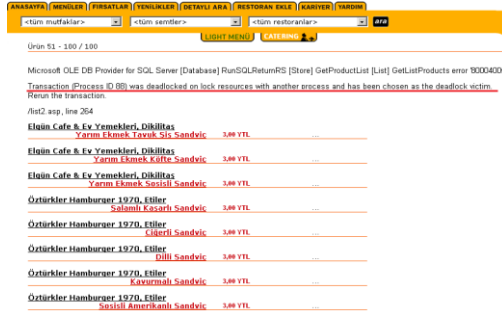 ANASAYFA MENÜLER FIRSATLAR YENİLİKLER DETAYLI ARA RESTORAN EKLE KARİYER YARDIM
<tüm mutfaklar> <tüm semtler> <tüm restoranlar> ara
LIGHT MENÜ CATERING
Ürün 51 - 100 / 100
Microsoft OLE DB Provider for SQL Server [Database] RunSQLReturnRS [Store] GetProductList [List] GetListProducts error '8000400
Transaction (Process ID 88) was deadlocked on lock resources with another process and has been chosen as the deadlock victim.
Rerun the transaction.
/list2.asp, line 264
Elgün Cafe & Ev Yemekleri, Dikilitaş
Yarım Ekmek Tavuk Şiş Sandviç 3,00 YTL ...
Elgün Cafe & Ev Yemekleri, Dikilitaş
Yarım Ekmek Köfte Sandviç 3,00 YTL ...
Elgün Cafe & Ev Yemekleri, Dikilitaş
Yarım Ekmek Sosisli Sandviç 3,00 YTL ...
Öztürkler Hamburger 1970, Etiler
Salamlı Kaşarlı Sandviç 3,00 YTL ...
Öztürkler Hamburger 1970, Etiler
Ciğerli Sandviç 3,00 YTL ...
Öztürkler Hamburger 1970, Etiler
Dilli Sandviç 3,00 YTL ...
Öztürkler Hamburger 1970, Etiler
Kavurmalı Sandviç 3,00 YTL ...
Öztürkler Hamburger 1970, Etiler
Sosisli Amerikanlı Sandviç 3,00 YTL ...